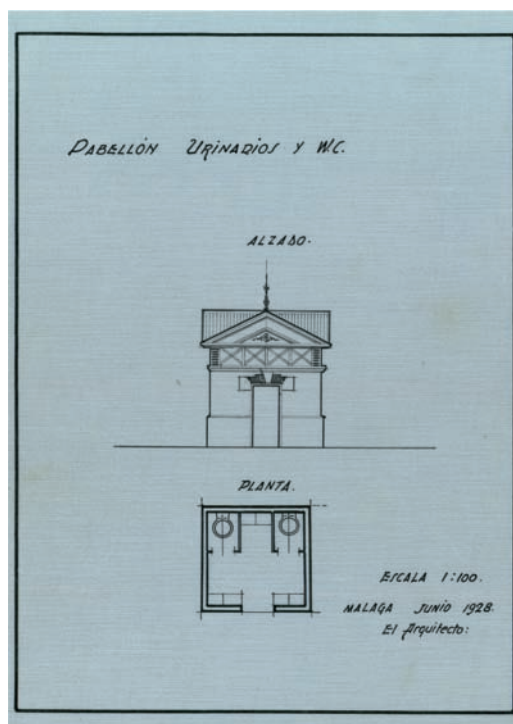 PABELLÓN URINARIOS Y W.C.
ALZADO.
PLANTA.
ESCALA 1:100.
MALAGA JUNIO 1928.
El Arquitecto: